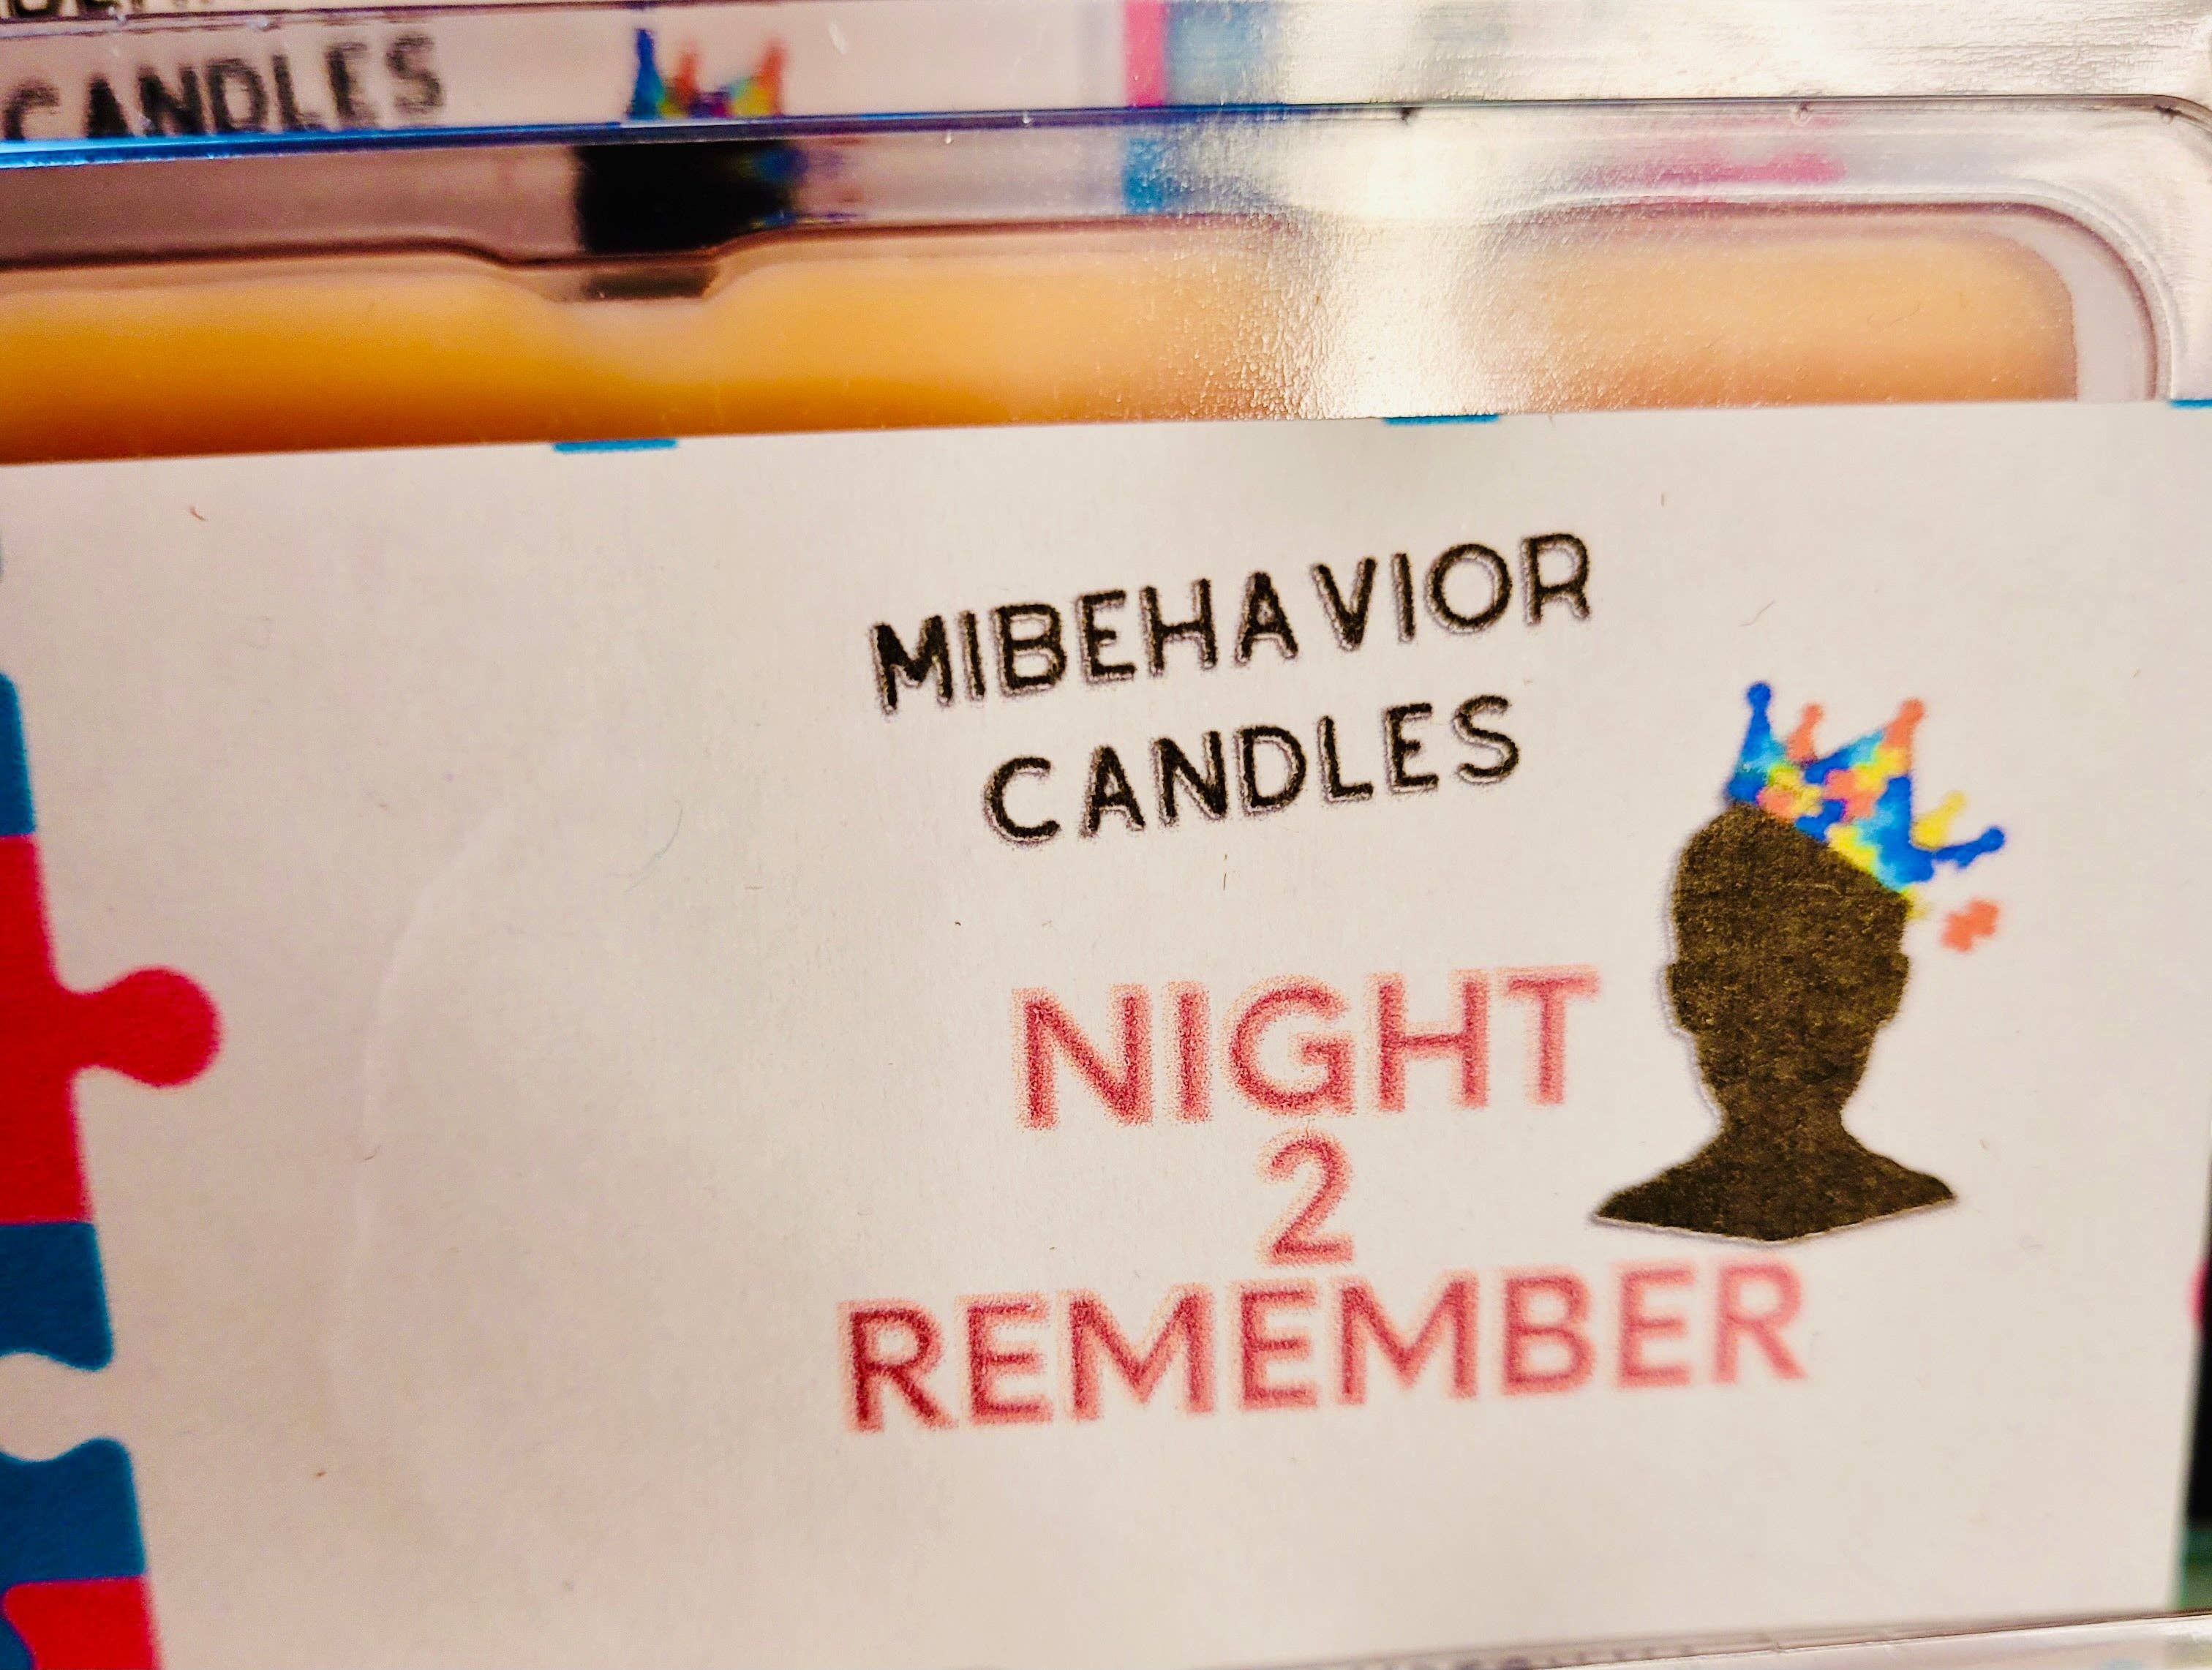 CANDLES
MIBEHAVIOR
CANDLES
NIGHT
2
REMEMBER